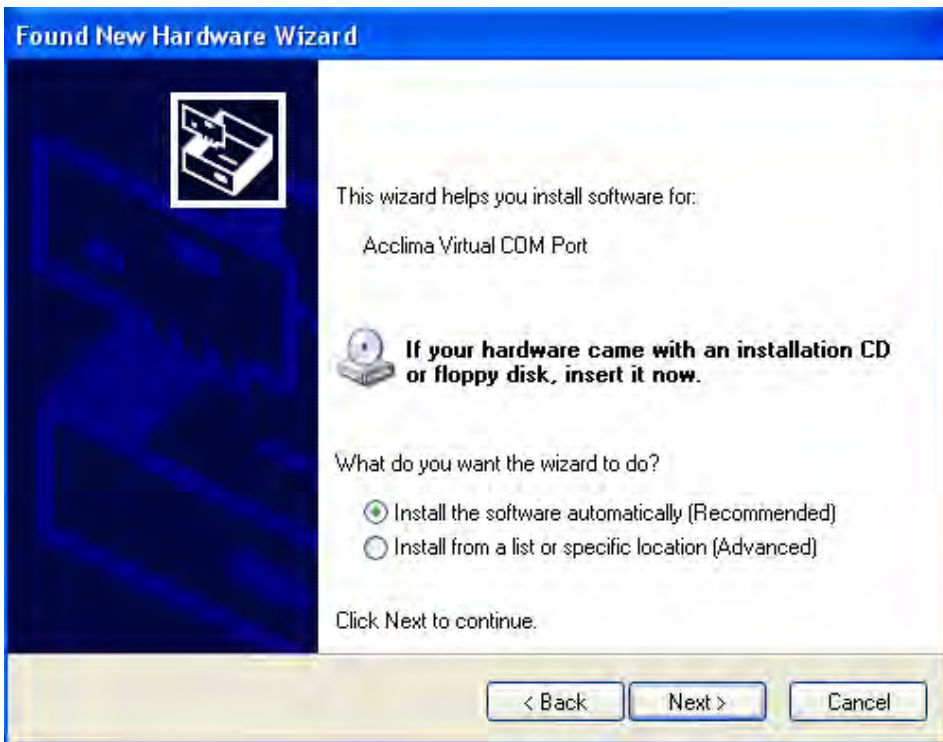 Found New Hardware Wizard
This wizard helps you install software for:
Acclima Virtual COM Port
If your hardware came with an installation CD
or floppy disk, insert it now.
What do you want the wizard to do?
Install the software automatically (Recommended)
Install from a list or specific location (Advanced)
Click Next to continue.
< Back Next > Cancel